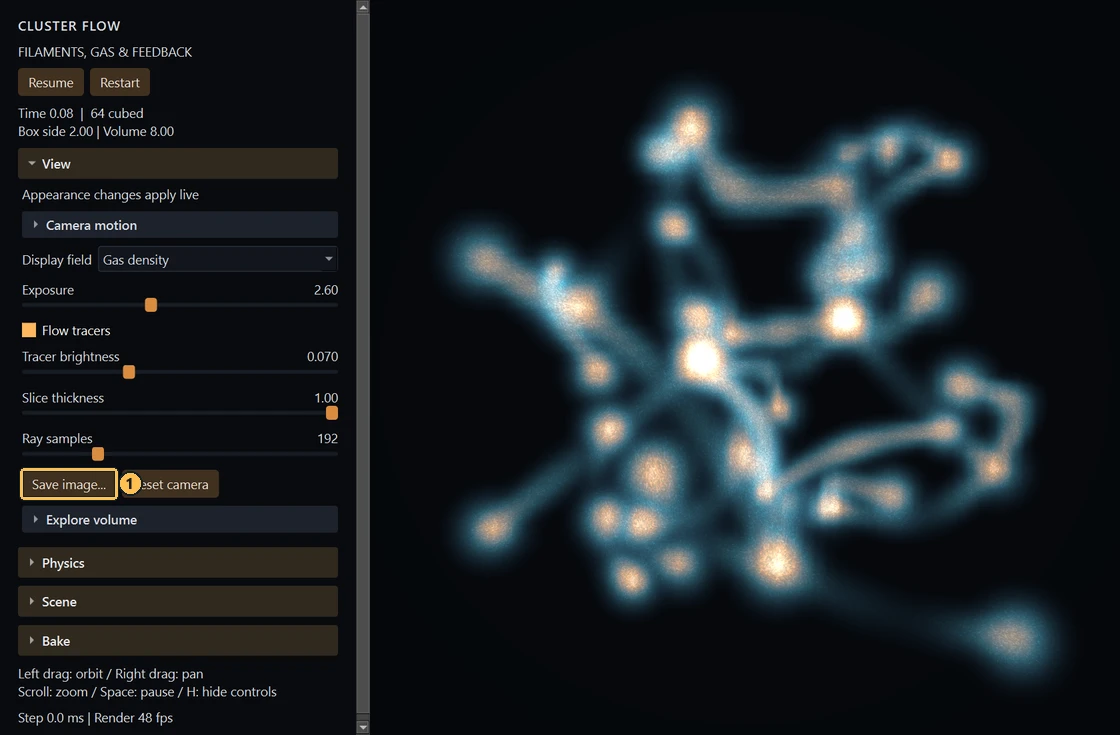 CLUSTER FLOW
FILAMENTS, GAS & FEEDBACK
Resume Restart
Time 0.08 | 64 cubed
Box side 2.00 | Volume 8.00
View
Appearance changes apply live
Camera motion
Display field Gas density
Exposure 2.60
Flow tracers
Tracer brightness 0.070
Slice thickness 1.00
Ray samples 192
Save image... 1 eset camera
Explore volume
Physics
Scene
Bake
Left drag: orbit / Right drag: pan
Scroll: zoom / Space: pause / H: hide controls
Step 0.0 ms | Render 48 fps